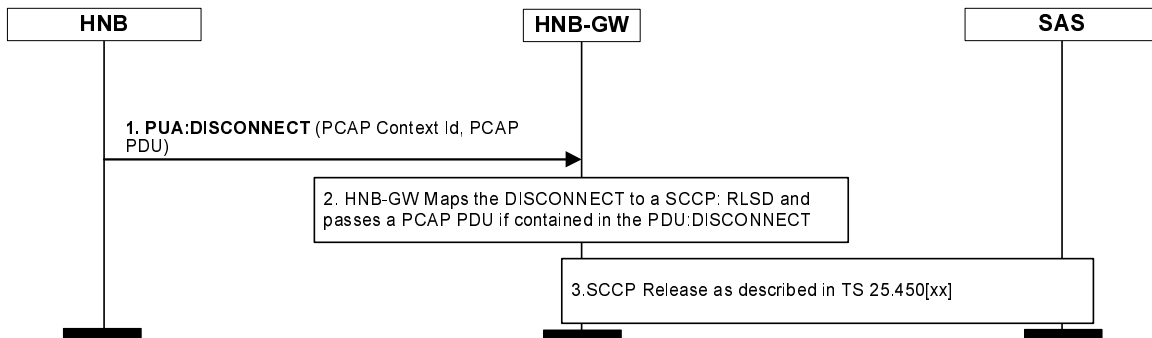 HNB
HNB-GW
SAS
1. PUA:DISCONNECT (PCAP Context Id, PCAP
PDU)
2. HNB-GW Maps the DISCONNECT to a SCCP: RLSD and
passes a PCAP PDU if contained in the PDU:DISCONNECT
3.SCCP Release as described in TS 25.450[xx]